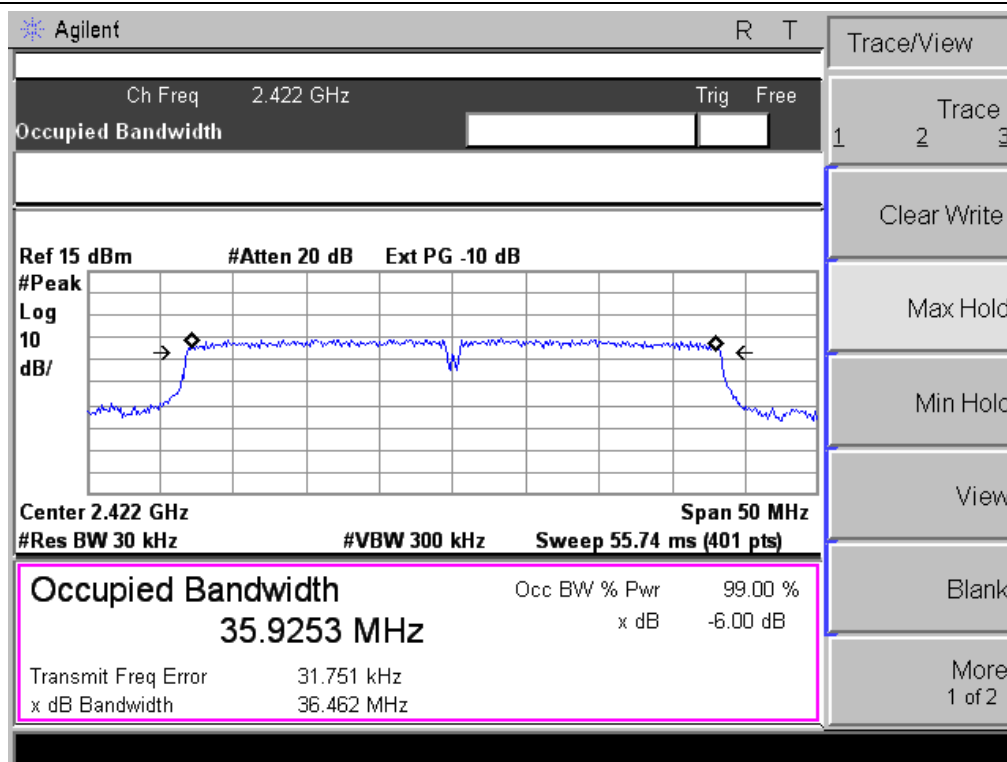 Agilent R T
Ch Freq 2.422 GHz Trig Free
Occupied Bandwidth
Ref 15 dBm #Atten 20 dB Ext PG -10 dB
#Peak
Log
10
dB/
Center 2.422 GHz Span 50 MHz
#Res BW 30 kHz #VBW 300 kHz Sweep 55.74 ms (401 pts)
Occupied Bandwidth
35.9253 MHz
Occ BW % Pwr 99.00 %
x dB -6.00 dB
Transmit Freq Error 31.751 kHz
x dB Bandwidth 36.462 MHz
Trace/View
Trace
1 2 3
Clear Write
Max Hold
Min Hold
View
Blank
More
1 of 2